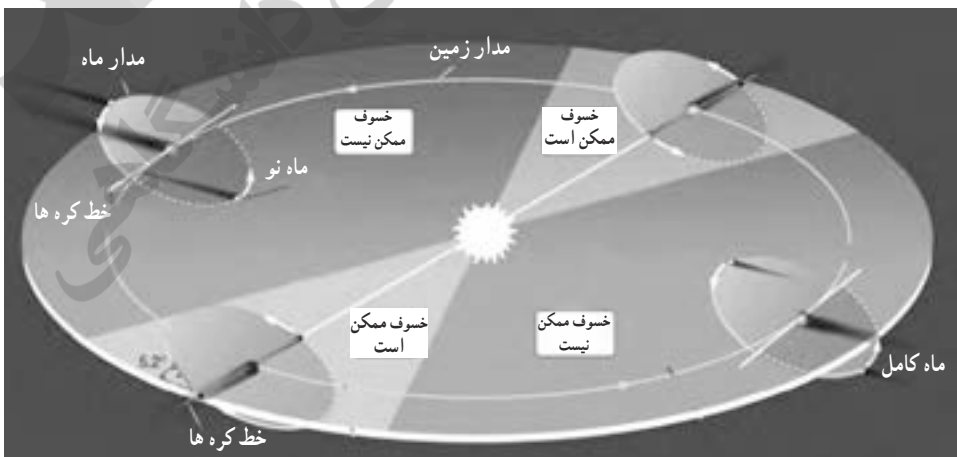 مدار زمین
مدار ماه
خسوف
ممکن است
خسوف
ممکن نیست
ماه نو
خط کره ها
خسوف ممکن
است
خسوف ممکن
نیست
ماه کامل
خط کره ها